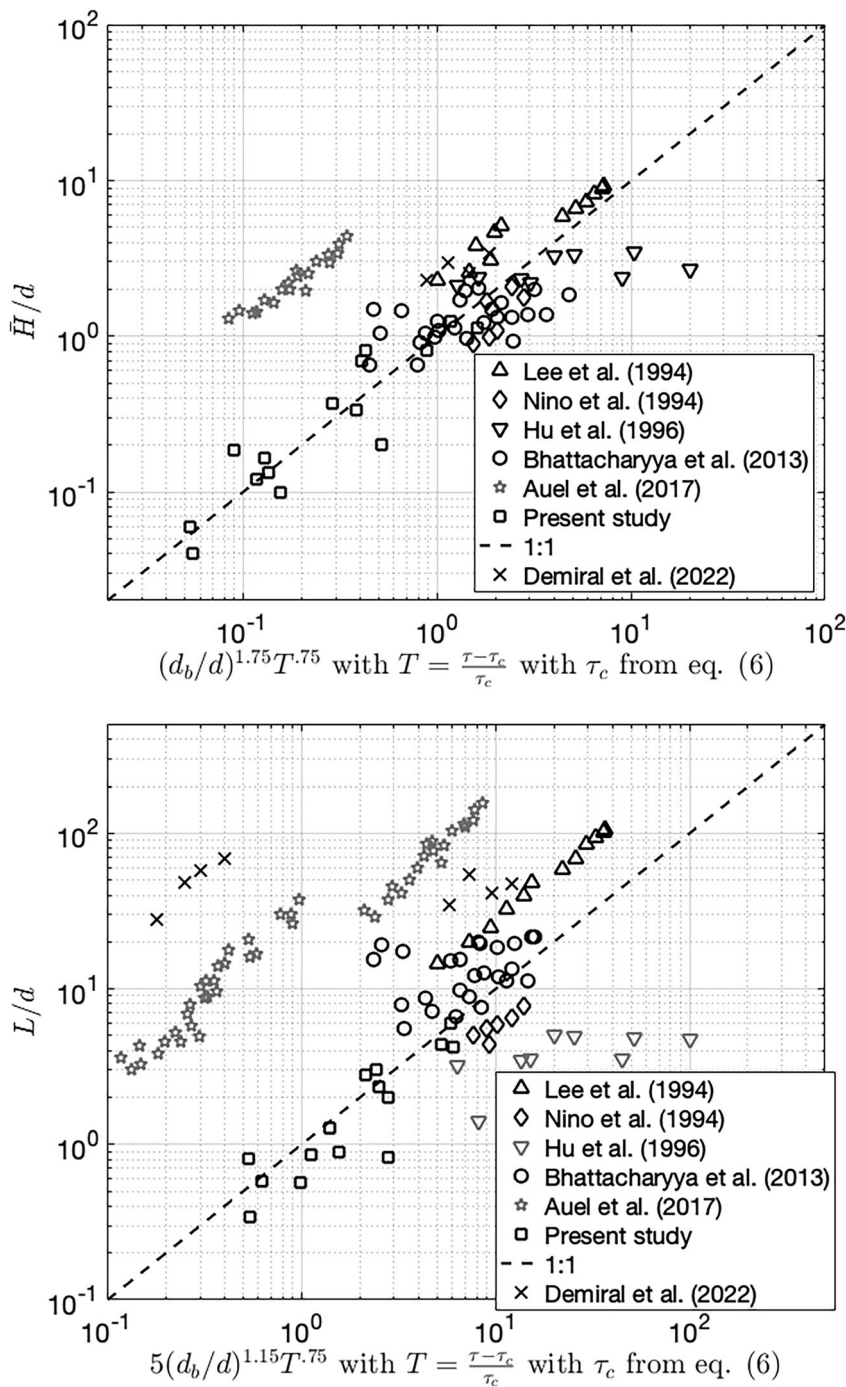 10^2
10^1
10^0
10^{-1}
H̄/d
Lee et al. (1994)
Nino et al. (1994)
Hu et al. (1996)
Bhattacharyya et al. (2013)
Auel et al. (2017)
Present study
1:1
Demiral et al. (2022)
10^{-1} 10^0 10^1 10^2
(d_b/d)^{1.75}T^{.75} with T = \frac{τ−τ_c}{τ_c} with τ_c from eq. (6)
10^2
10^1
10^0
10^{-1}
L/d
Lee et al. (1994)
Nino et al. (1994)
Hu et al. (1996)
Bhattacharyya et al. (2013)
Auel et al. (2017)
Present study
1:1
Demiral et al. (2022)
10^{-1} 10^0 10^1 10^2
5(d_b/d)^{1.15}T^{.75} with T = \frac{τ−τ_c}{τ_c} with τ_c from eq. (6)